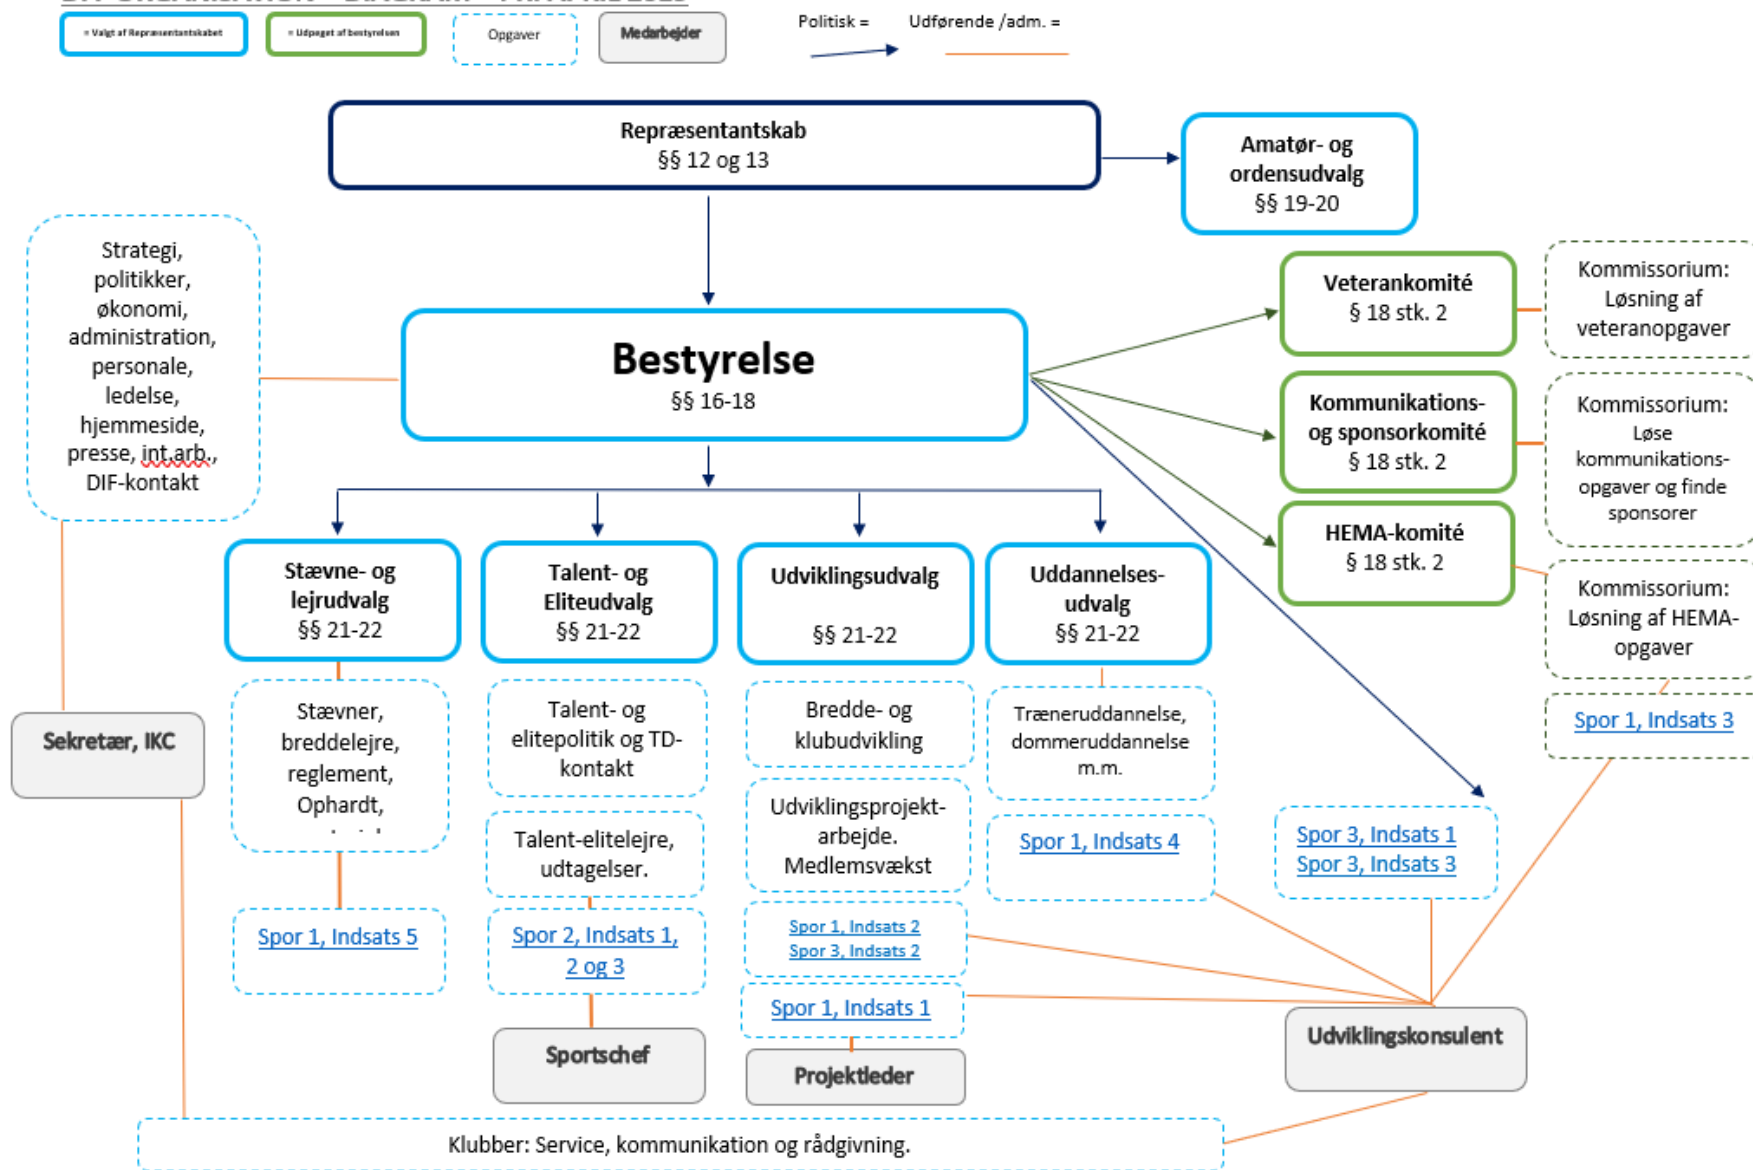 = Valgt af Repræsentantskabet
= Udpeget af bestyrelsen
Opgaver
Medarbejder
Politisk =
Udførende /adm. =
Repræsentantskab
§§ 12 og 13
Amatør- og
ordensudvalg
§§ 19-20
Strategi,
politikker,
økonomi,
administration,
personale,
ledelse,
hjemmeside,
presse, int.arb.,
DIF-kontakt
Bestyrelse
§§ 16-18
Veterankomité
§ 18 stk. 2
Kommissorium:
Løsning af
veteranopgaver
Kommunikations-
og sponsorkomité
§ 18 stk. 2
Kommissorium:
Løse
kommunikations-
opgaver og finde
sponsorer
HEMA-komité
§ 18 stk. 2
Kommissorium:
Løsning af HEMA-
opgaver
Spor 1, Indsats 3
Stævne- og
lejrudvalg
§§ 21-22
Talent- og
Eliteudvalg
§§ 21-22
Udviklingsudvalg
§§ 21-22
Uddannelses-
udvalg
§§ 21-22
Stævner,
breddelejre,
reglement,
Ophardt,
Talent- og
elitepolitik og TD-
kontakt
Bredde- og
klubudvikling
Træneruddannelse,
dommeruddannelse
m.m.
Sekretær, IKC
Talent-elitelejre,
udtagelser.
Udviklingsprojekt-
arbejde.
Medlemsvækst
Spor 1, Indsats 4
Spor 3, Indsats 1
Spor 3, Indsats 3
Spor 1, Indsats 5
Spor 2, Indsats 1,
2 og 3
Spor 1, Indsats 2
Spor 3, Indsats 2
Spor 1, Indsats 1
Sportschef
Projektleder
Udviklingskonsulent
Klubber: Service, kommunikation og rådgivning.